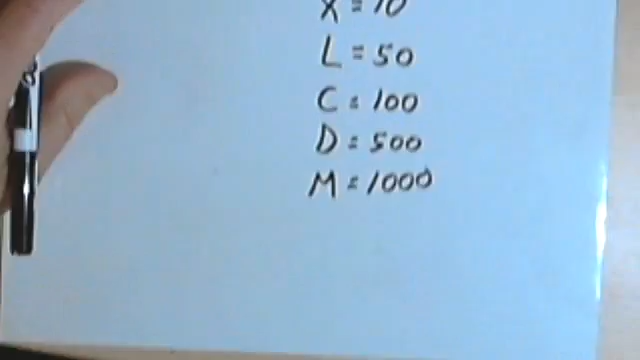 X = 10
L = 50
C = 100
D = 500
M = 1000